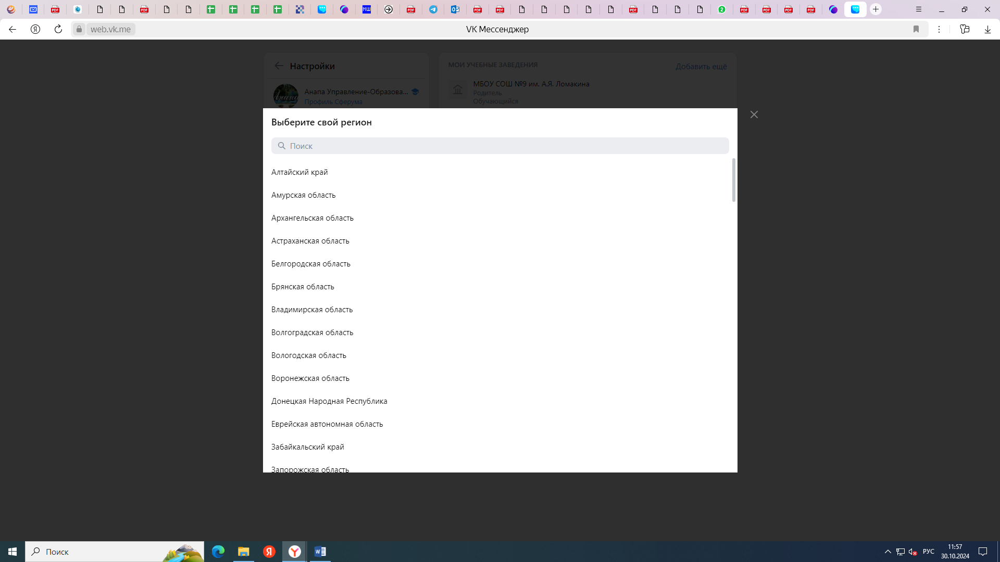 web.vk.me
VK Мессенджер
Настройки
Анапа Управление-Образова...
Профиль Сферума
МОИ УЧЕБНЫЕ ЗАВЕДЕНИЯ
Добавить ещё
МБОУ СОШ №9 им. А.Я. Ломакина
Родитель
Обучающийся
Выберите свой регион
Поиск
Алтайский край
Амурская область
Архангельская область
Астраханская область
Белгородская область
Брянская область
Владимирская область
Волгоградская область
Вологодская область
Воронежская область
Донецкая Народная Республика
Еврейская автономная область
Забайкальский край
Запорожская область
Поиск
РУС
11:57
30.10.2024